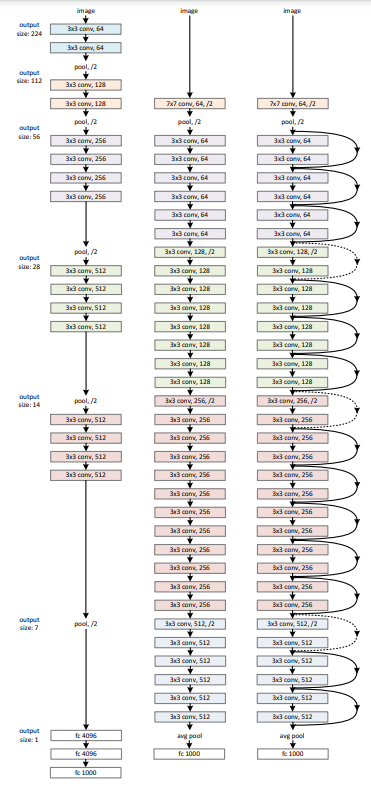 output
size: 224
output
size: 112
output
size: 56
output
size: 28
output
size: 14
output
size: 7
output
size: 1
image
3x3 conv, 64
3x3 conv, 64
pool, /2
3x3 conv, 128
3x3 conv, 128
pool, /2
3x3 conv, 256
3x3 conv, 256
3x3 conv, 256
3x3 conv, 256
pool, /2
3x3 conv, 512
3x3 conv, 512
3x3 conv, 512
3x3 conv, 512
pool, /2
3x3 conv, 512
3x3 conv, 512
3x3 conv, 512
3x3 conv, 512
pool, /2
fc 4096
fc 4096
fc 1000
image
7x7 conv, 64, /2
pool, /2
3x3 conv, 64
3x3 conv, 64
3x3 conv, 64
3x3 conv, 64
3x3 conv, 64
3x3 conv, 64
3x3 conv, 128, /2
3x3 conv, 128
3x3 conv, 128
3x3 conv, 128
3x3 conv, 128
3x3 conv, 128
3x3 conv, 128
3x3 conv, 128
3x3 conv, 256, /2
3x3 conv, 256
3x3 conv, 256
3x3 conv, 256
3x3 conv, 256
3x3 conv, 256
3x3 conv, 256
3x3 conv, 256
3x3 conv, 256
3x3 conv, 256
3x3 conv, 256
3x3 conv, 256
3x3 conv, 512, /2
3x3 conv, 512
3x3 conv, 512
3x3 conv, 512
3x3 conv, 512
3x3 conv, 512
avg pool
fc 1000
image
7x7 conv, 64, /2
pool, /2
3x3 conv, 64
3x3 conv, 64
3x3 conv, 64
3x3 conv, 64
3x3 conv, 64
3x3 conv, 64
3x3 conv, 128, /2
3x3 conv, 128
3x3 conv, 128
3x3 conv, 128
3x3 conv, 128
3x3 conv, 128
3x3 conv, 128
3x3 conv, 128
3x3 conv, 256, /2
3x3 conv, 256
3x3 conv, 256
3x3 conv, 256
3x3 conv, 256
3x3 conv, 256
3x3 conv, 256
3x3 conv, 256
3x3 conv, 256
3x3 conv, 256
3x3 conv, 256
3x3 conv, 256
3x3 conv, 512, /2
3x3 conv, 512
3x3 conv, 512
3x3 conv, 512
3x3 conv, 512
3x3 conv, 512
avg pool
fc 1000